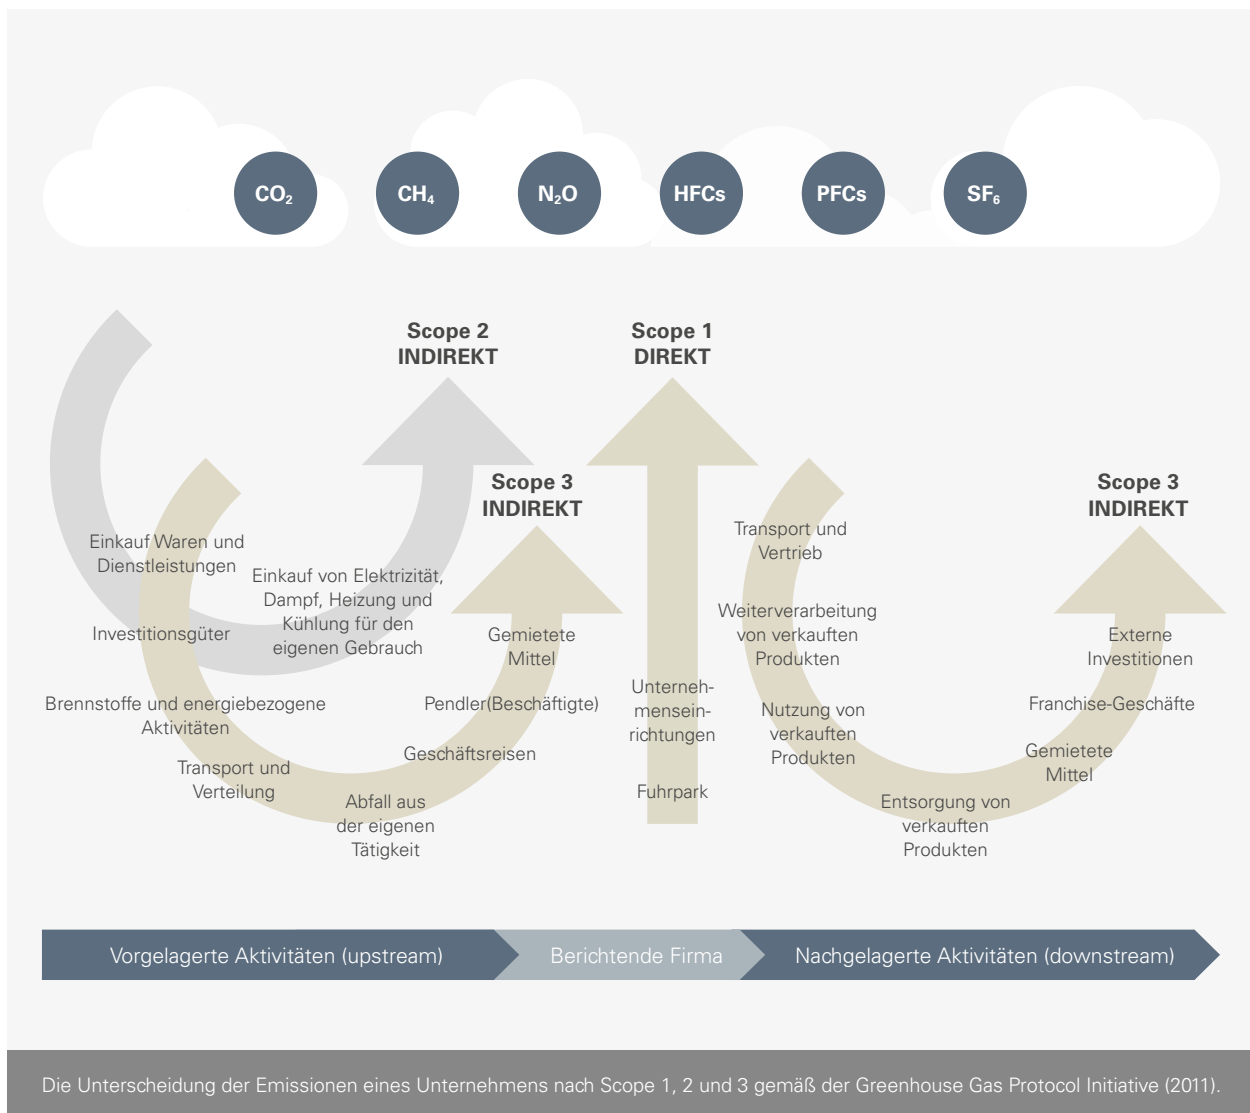 CO₂
CH₄
N₂O
HFCs
PFCs
SF₆
Scope 2
INDIREKT
Scope 1
DIREKT
Scope 3
INDIREKT
Scope 3
INDIREKT
Einkauf Waren und
Dienstleistungen
Investitionsgüter
Brennstoffe und energiebezogene
Aktivitäten
Transport und
Verteilung
Abfall aus
der eigenen
Tätigkeit
Einkauf von Elektrizität,
Dampf, Heizung und
Kühlung für den
eigenen Gebrauch
Gemietete
Mittel
Pendler(Beschäftigte)
Geschäftsreisen
Unterneh-
mensein-
richtungen
Fuhrpark
Transport und
Vertrieb
Weiterverarbeitung
von verkauften
Produkten
Nutzung von
verkauften
Produkten
Entsorgung von
verkauften
Produkten
Externe
Investitionen
Franchise-Geschäfte
Gemietete
Mittel
Vorgelagerte Aktivitäten (upstream)
Berichtende Firma
Nachgelagerte Aktivitäten (downstream)
Die Unterscheidung der Emissionen eines Unternehmens nach Scope 1, 2 und 3 gemäß der Greenhouse Gas Protocol Initiative (2011).